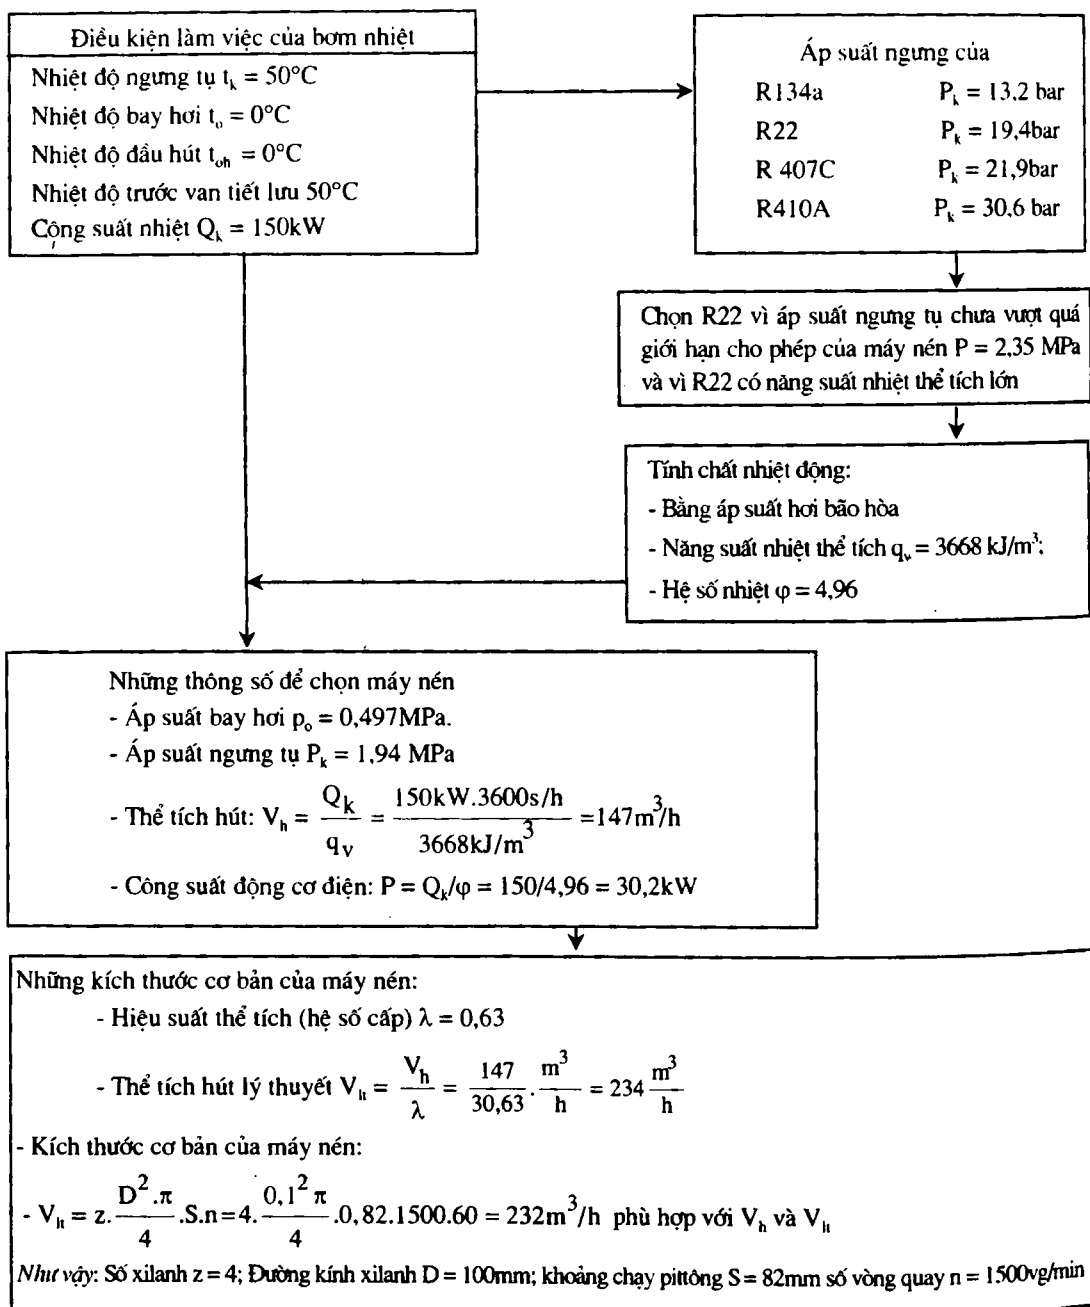 Điều kiện làm việc của bơm nhiệt
Nhiệt độ ngưng tụ t_k = 50°C
Nhiệt độ bay hơi t_o = 0°C
Nhiệt độ đầu hút t_oh = 0°C
Nhiệt độ trước van tiết lưu 50°C
Công suất nhiệt Q_k = 150kW
Áp suất ngưng của
R134a P_k = 13,2 bar
R22 P_k = 19,4bar
R 407C P_k = 21,9bar
R410A P_k = 30,6 bar
Chọn R22 vì áp suất ngưng tụ chưa vượt quá
giới hạn cho phép của máy nén P = 2,35 MPa
và vì R22 có năng suất nhiệt thể tích lớn
Tính chất nhiệt động:
- Bằng áp suất hơi bão hòa
- Năng suất nhiệt thể tích q_v = 3668 kJ/m³;
- Hệ số nhiệt φ = 4,96
Những thông số để chọn máy nén
- Áp suất bay hơi p_o = 0,497MPa.
- Áp suất ngưng tụ P_k = 1,94 MPa
- Thể tích hút: V_h = Q_k/q_v = 150kW.3600s/h / 3668kJ/m³ =147m³/h
- Công suất động cơ điện: P = Q_k/φ = 150/4,96 = 30,2kW
Những kích thước cơ bản của máy nén:
- Hiệu suất thể tích (hệ số cấp) λ = 0,63
- Thể tích hút lý thuyết V_lt = V_h/λ = 147/30,63 . m³/h = 234 m³/h
- Kích thước cơ bản của máy nén:
- V_lt = z. D².π/4 .S.n=4. 0,1² π/4 .0,82.1500.60 = 232m³/h phù hợp với V_h và V_lt
Như vậy: Số xilanh z = 4; Đường kính xilanh D = 100mm; khoảng chạy pittông S = 82mm số vòng quay n = 1500vg/min